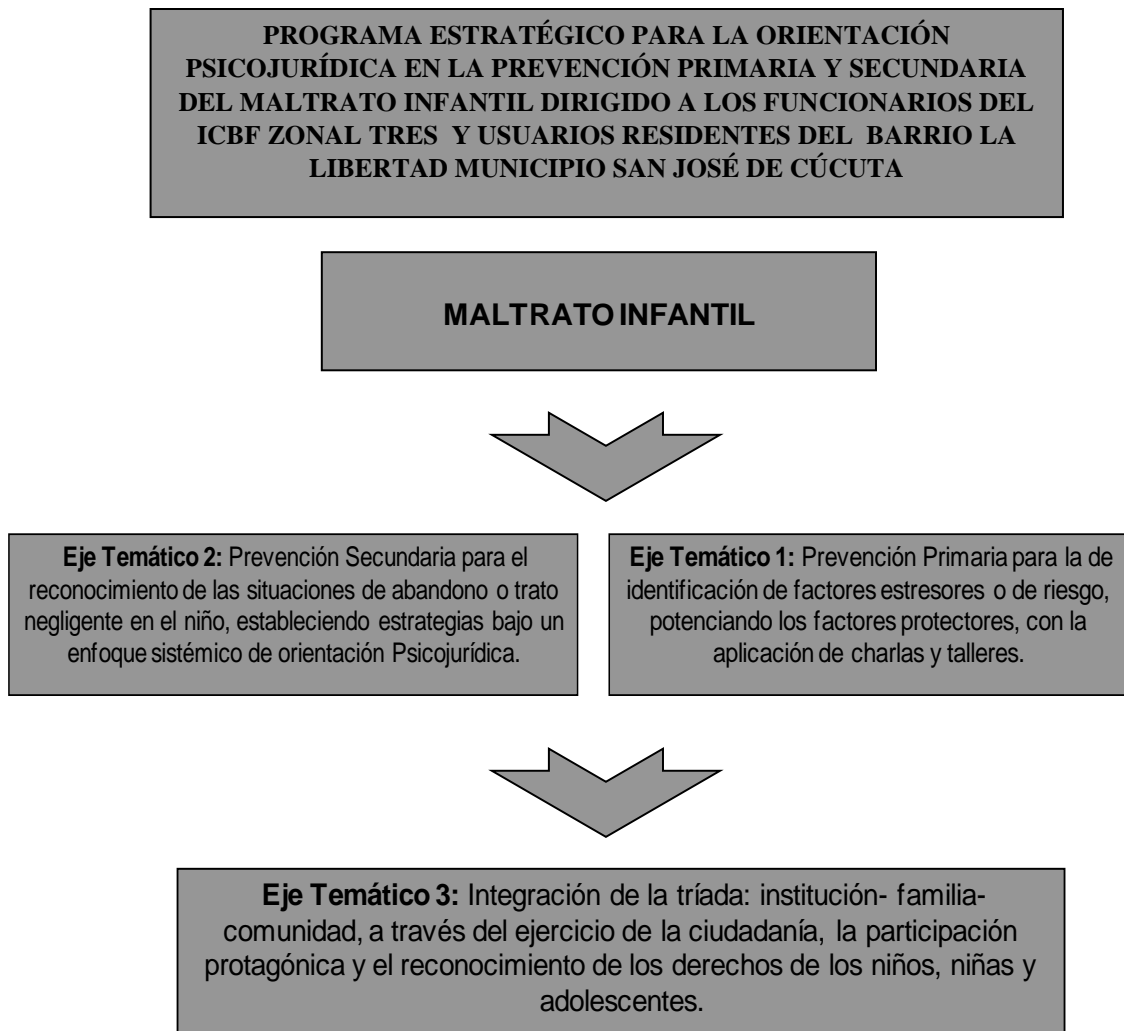 PROGRAMA ESTRATÉGICO PARA LA ORIENTACIÓN
PSICOJURÍDICA EN LA PREVENCIÓN PRIMARIA Y SECUNDARIA
DEL MALTRATO INFANTIL DIRIGIDO A LOS FUNCIONARIOS DEL
ICBF ZONAL TRES Y USUARIOS RESIDENTES DEL BARRIO LA
LIBERTAD MUNICIPIO SAN JOSÉ DE CÚCUTA
MALTRATO INFANTIL
Eje Temático 2: Prevención Secundaria para el
reconocimiento de las situaciones de abandono o trato
negligente en el niño, estableciendo estrategias bajo un
enfoque sistémico de orientación Psicojurídica.
Eje Temático 1: Prevención Primaria para la de
identificación de factores estresores o de riesgo,
potenciando los factores protectores, con la
aplicación de charlas y talleres.
Eje Temático 3: Integración de la tríada: institución- familia-
comunidad, a través del ejercicio de la ciudadanía, la participación
protagónica y el reconocimiento de los derechos de los niños, niñas y
adolescentes.